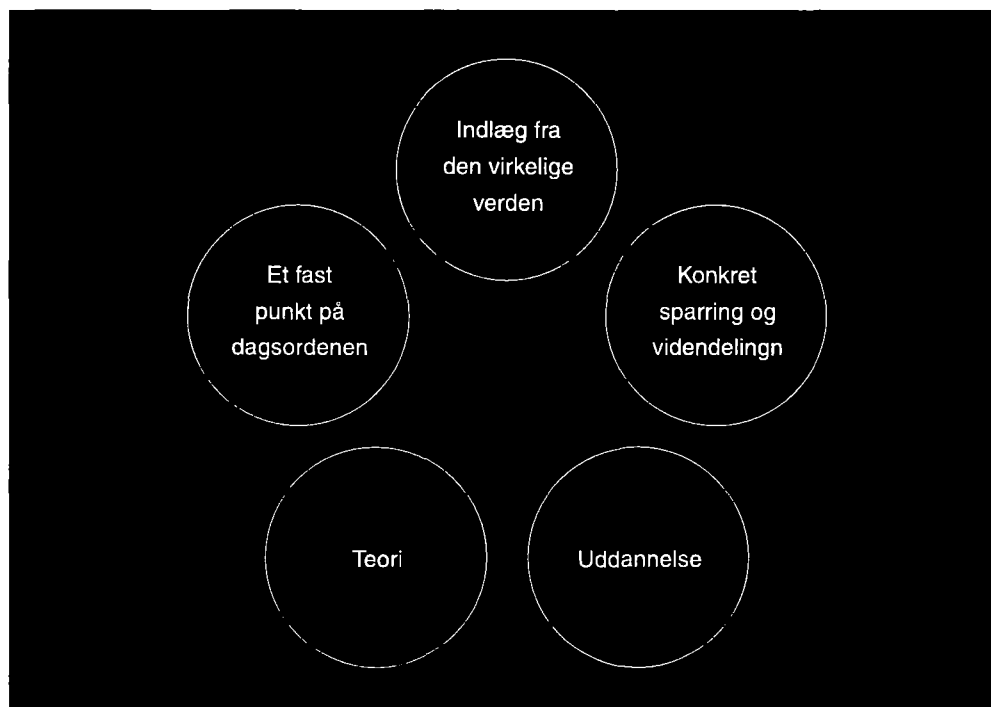 Indlæg fra
den virkelige
verden
Et fast
punkt på
dagsordenen
Konkret
sparring og
videndelingn
Teori
Uddannelse